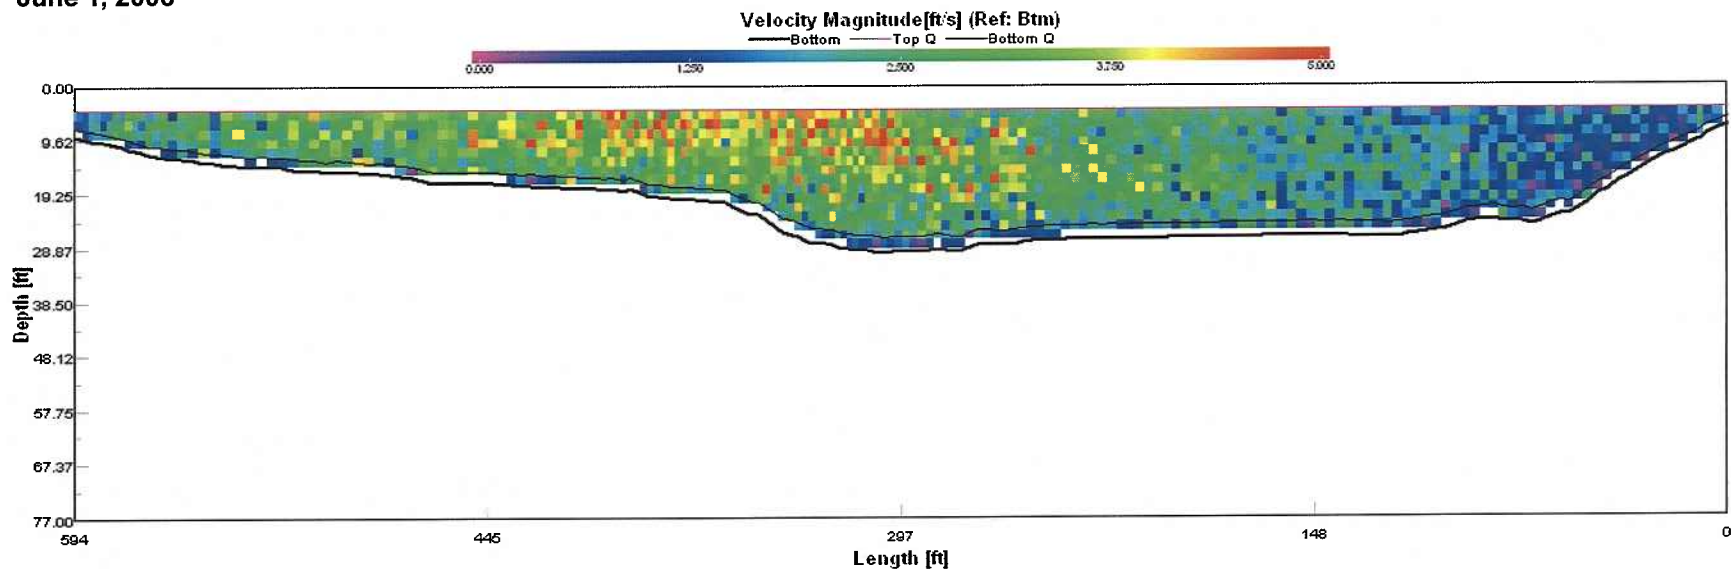 Velocity Magnitude[ft/s] (Ref: Btm)
Bottom Top Q Bottom Q
0.000 1.250 2.500 3.750 5.000
0.00
9.62
19.25
28.87
38.50
48.12
57.75
67.37
77.00
Depth [ft]
594 445 297 148 0
Length [ft]